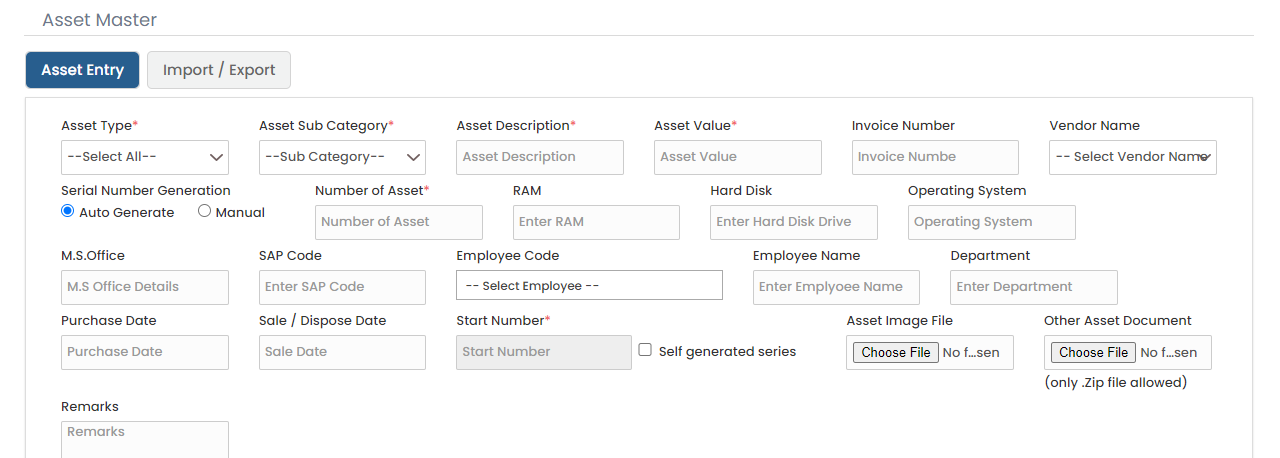 Asset Master
Asset Entry Import / Export
Asset Type* Asset Sub Category* Asset Description* Asset Value* Invoice Number Vendor Name
--Select All-- --Sub Category-- Asset Description Asset Value Invoice Numbe -- Select Vendor Name
Serial Number Generation Number of Asset* RAM Hard Disk Operating System
Auto Generate Manual Number of Asset Enter RAM Enter Hard Disk Drive Operating System
M.S.Office SAP Code Employee Code Employee Name Department
M.S Office Details Enter SAP Code -- Select Employee -- Enter Emplyoee Name Enter Department
Purchase Date Sale / Dispose Date Start Number* Asset Image File Other Asset Document
Purchase Date Sale Date Start Number Self generated series Choose File No f...sen Choose File No f...sen
(only .Zip file allowed)
Remarks
Remarks